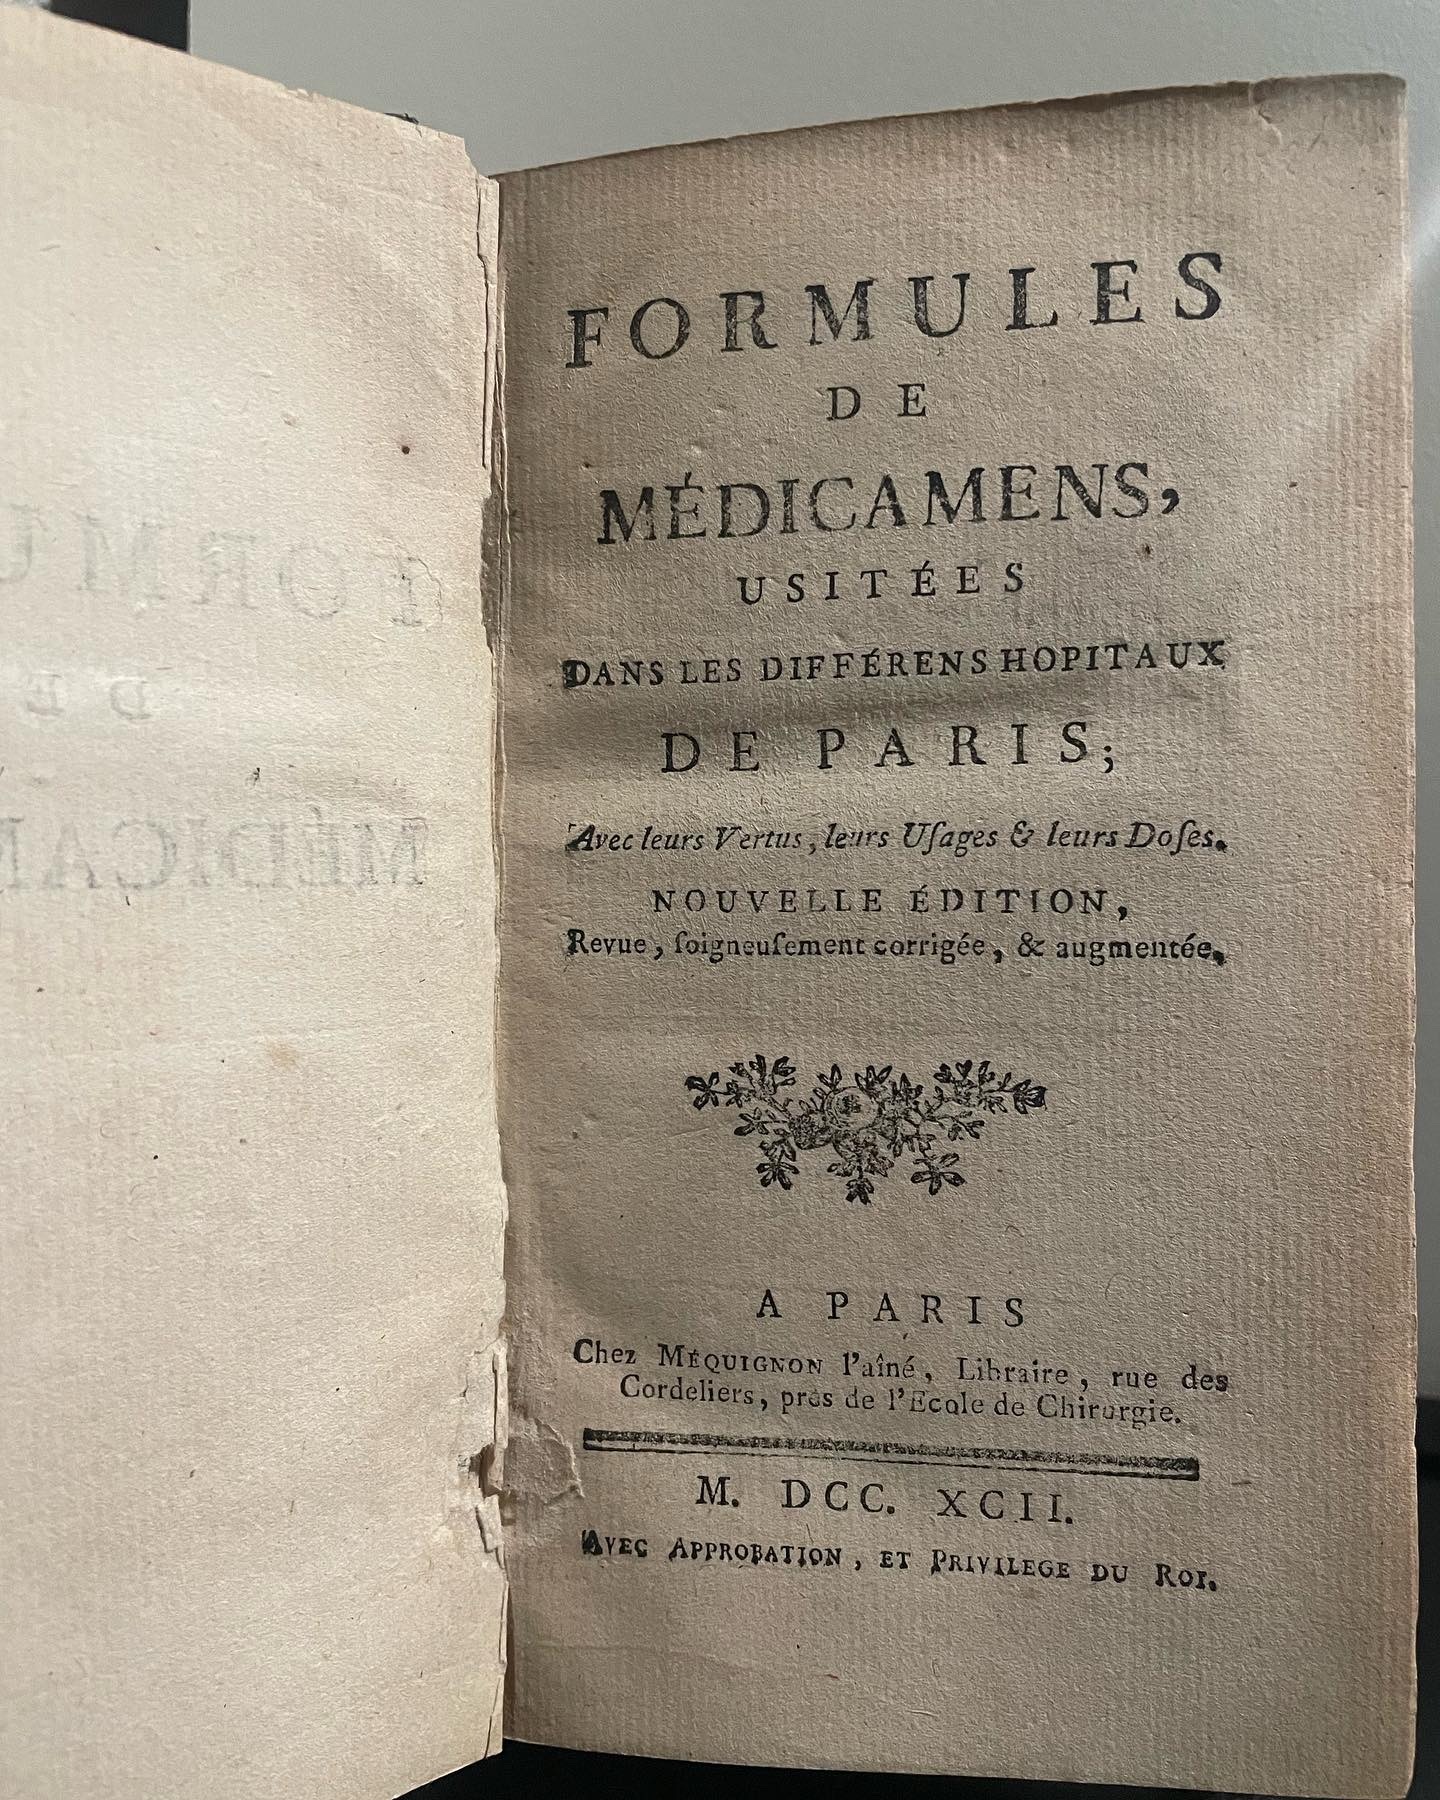 FORMULES
DE
MÉDICAMENS,
USITÉES
DANS LES DIFFÉRENS HOPITAUX
DE PARIS;
Avec leurs Vertus, leurs Uſages & leurs Doſes.
NOUVELLE ÉDITION,
Revue, ſoigneuſement corrigée, & augmentée.
A PARIS
Chez MÉQUIGNON l'aîné, Libraire, rue des
Cordeliers, près de l'Ecole de Chirurgie.
M. DCC. XCII.
AVEC APPROBATION, ET PRIVILEGE DU ROI.